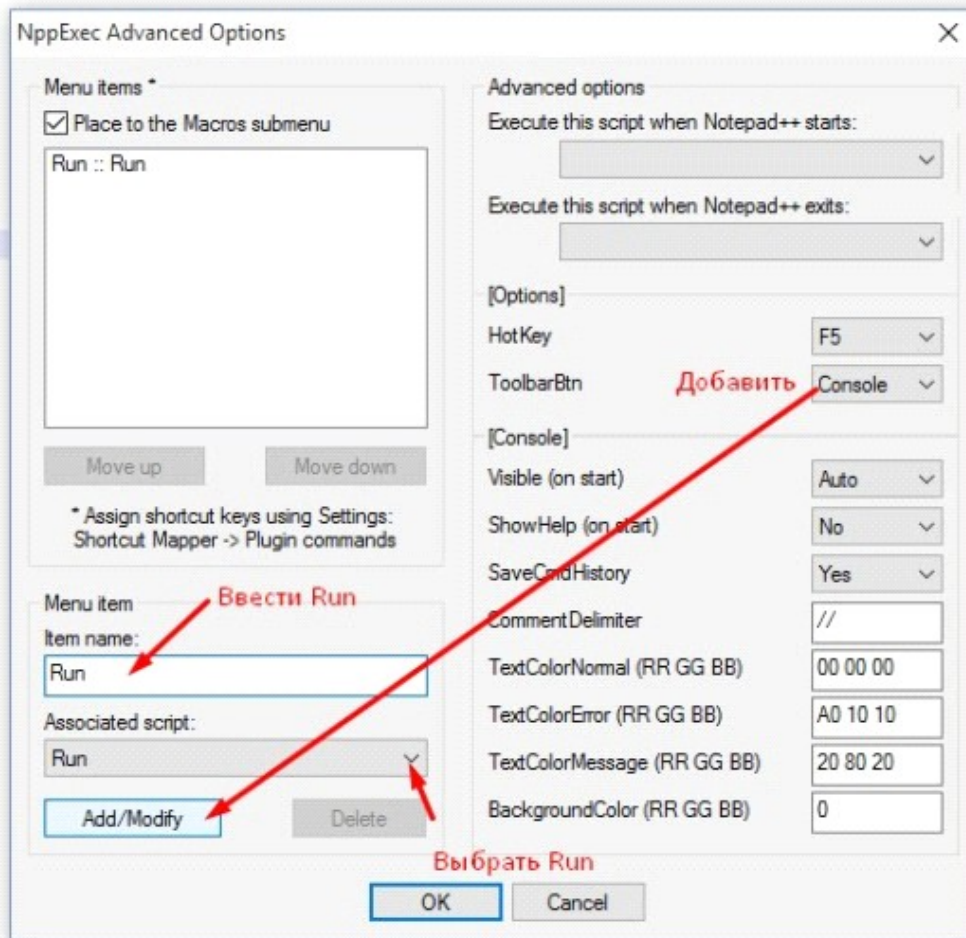 NppExec Advanced Options
Menu items *
Place to the Macros submenu
Run :: Run
Move up
Move down
* Assign shortcut keys using Settings:
Shortcut Mapper -> Plugin commands
Menu item
Ввести Run
Item name:
Run
Associated script:
Run
Add/Modify
Delete
Выбрать Run
Advanced options
Execute this script when Notepad++ starts:
Execute this script when Notepad++ exits:
[Options]
HotKey
F5
ToolbarBtn
Добавить
Console
[Console]
Visible (on start)
Auto
ShowHelp (on start)
No
SaveCmdHistory
Yes
CommentDelimiter
//
TextColorNormal (RR GG BB)
00 00 00
TextColorError (RR GG BB)
A0 10 10
TextColorMessage (RR GG BB)
20 80 20
BackgroundColor (RR GG BB)
0
OK
Cancel